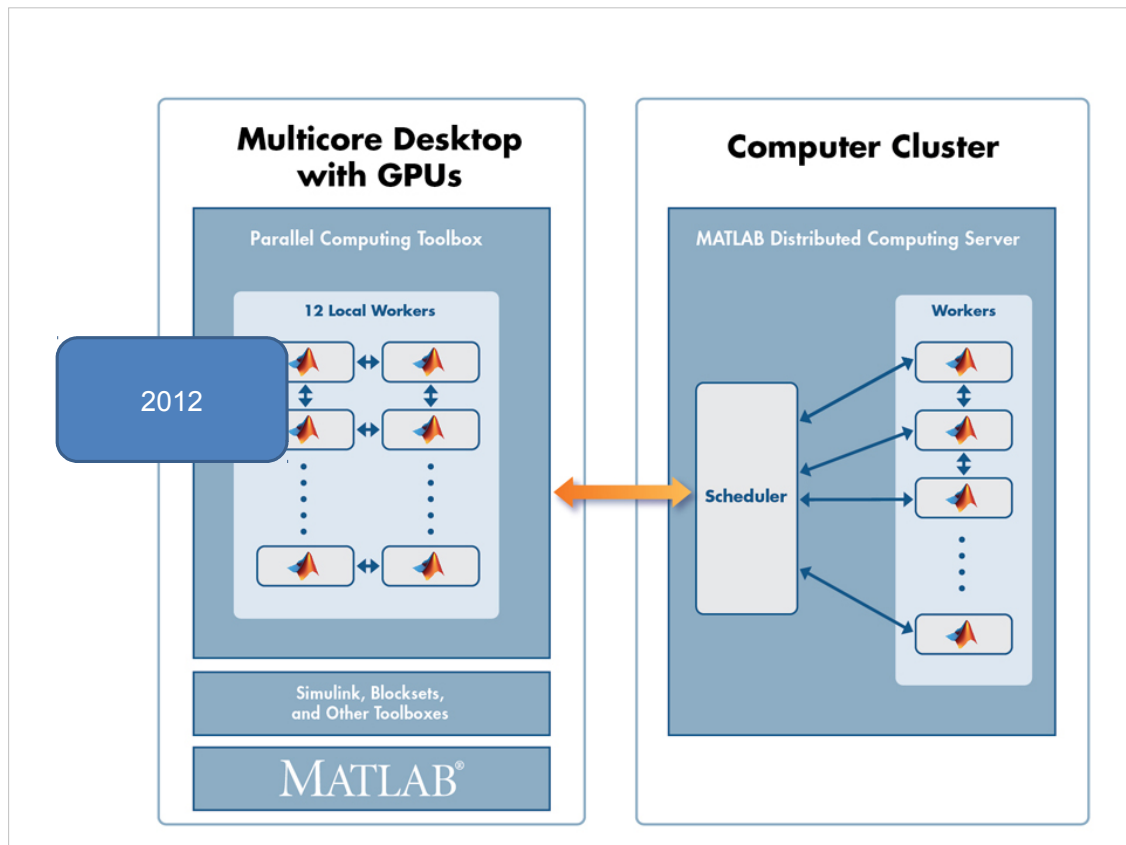 Multicore Desktop
with GPUs
Parallel Computing Toolbox
12 Local Workers
2012
Simulink, Blocksets,
and Other Toolboxes
MATLAB®
Computer Cluster
MATLAB Distributed Computing Server
Workers
Scheduler